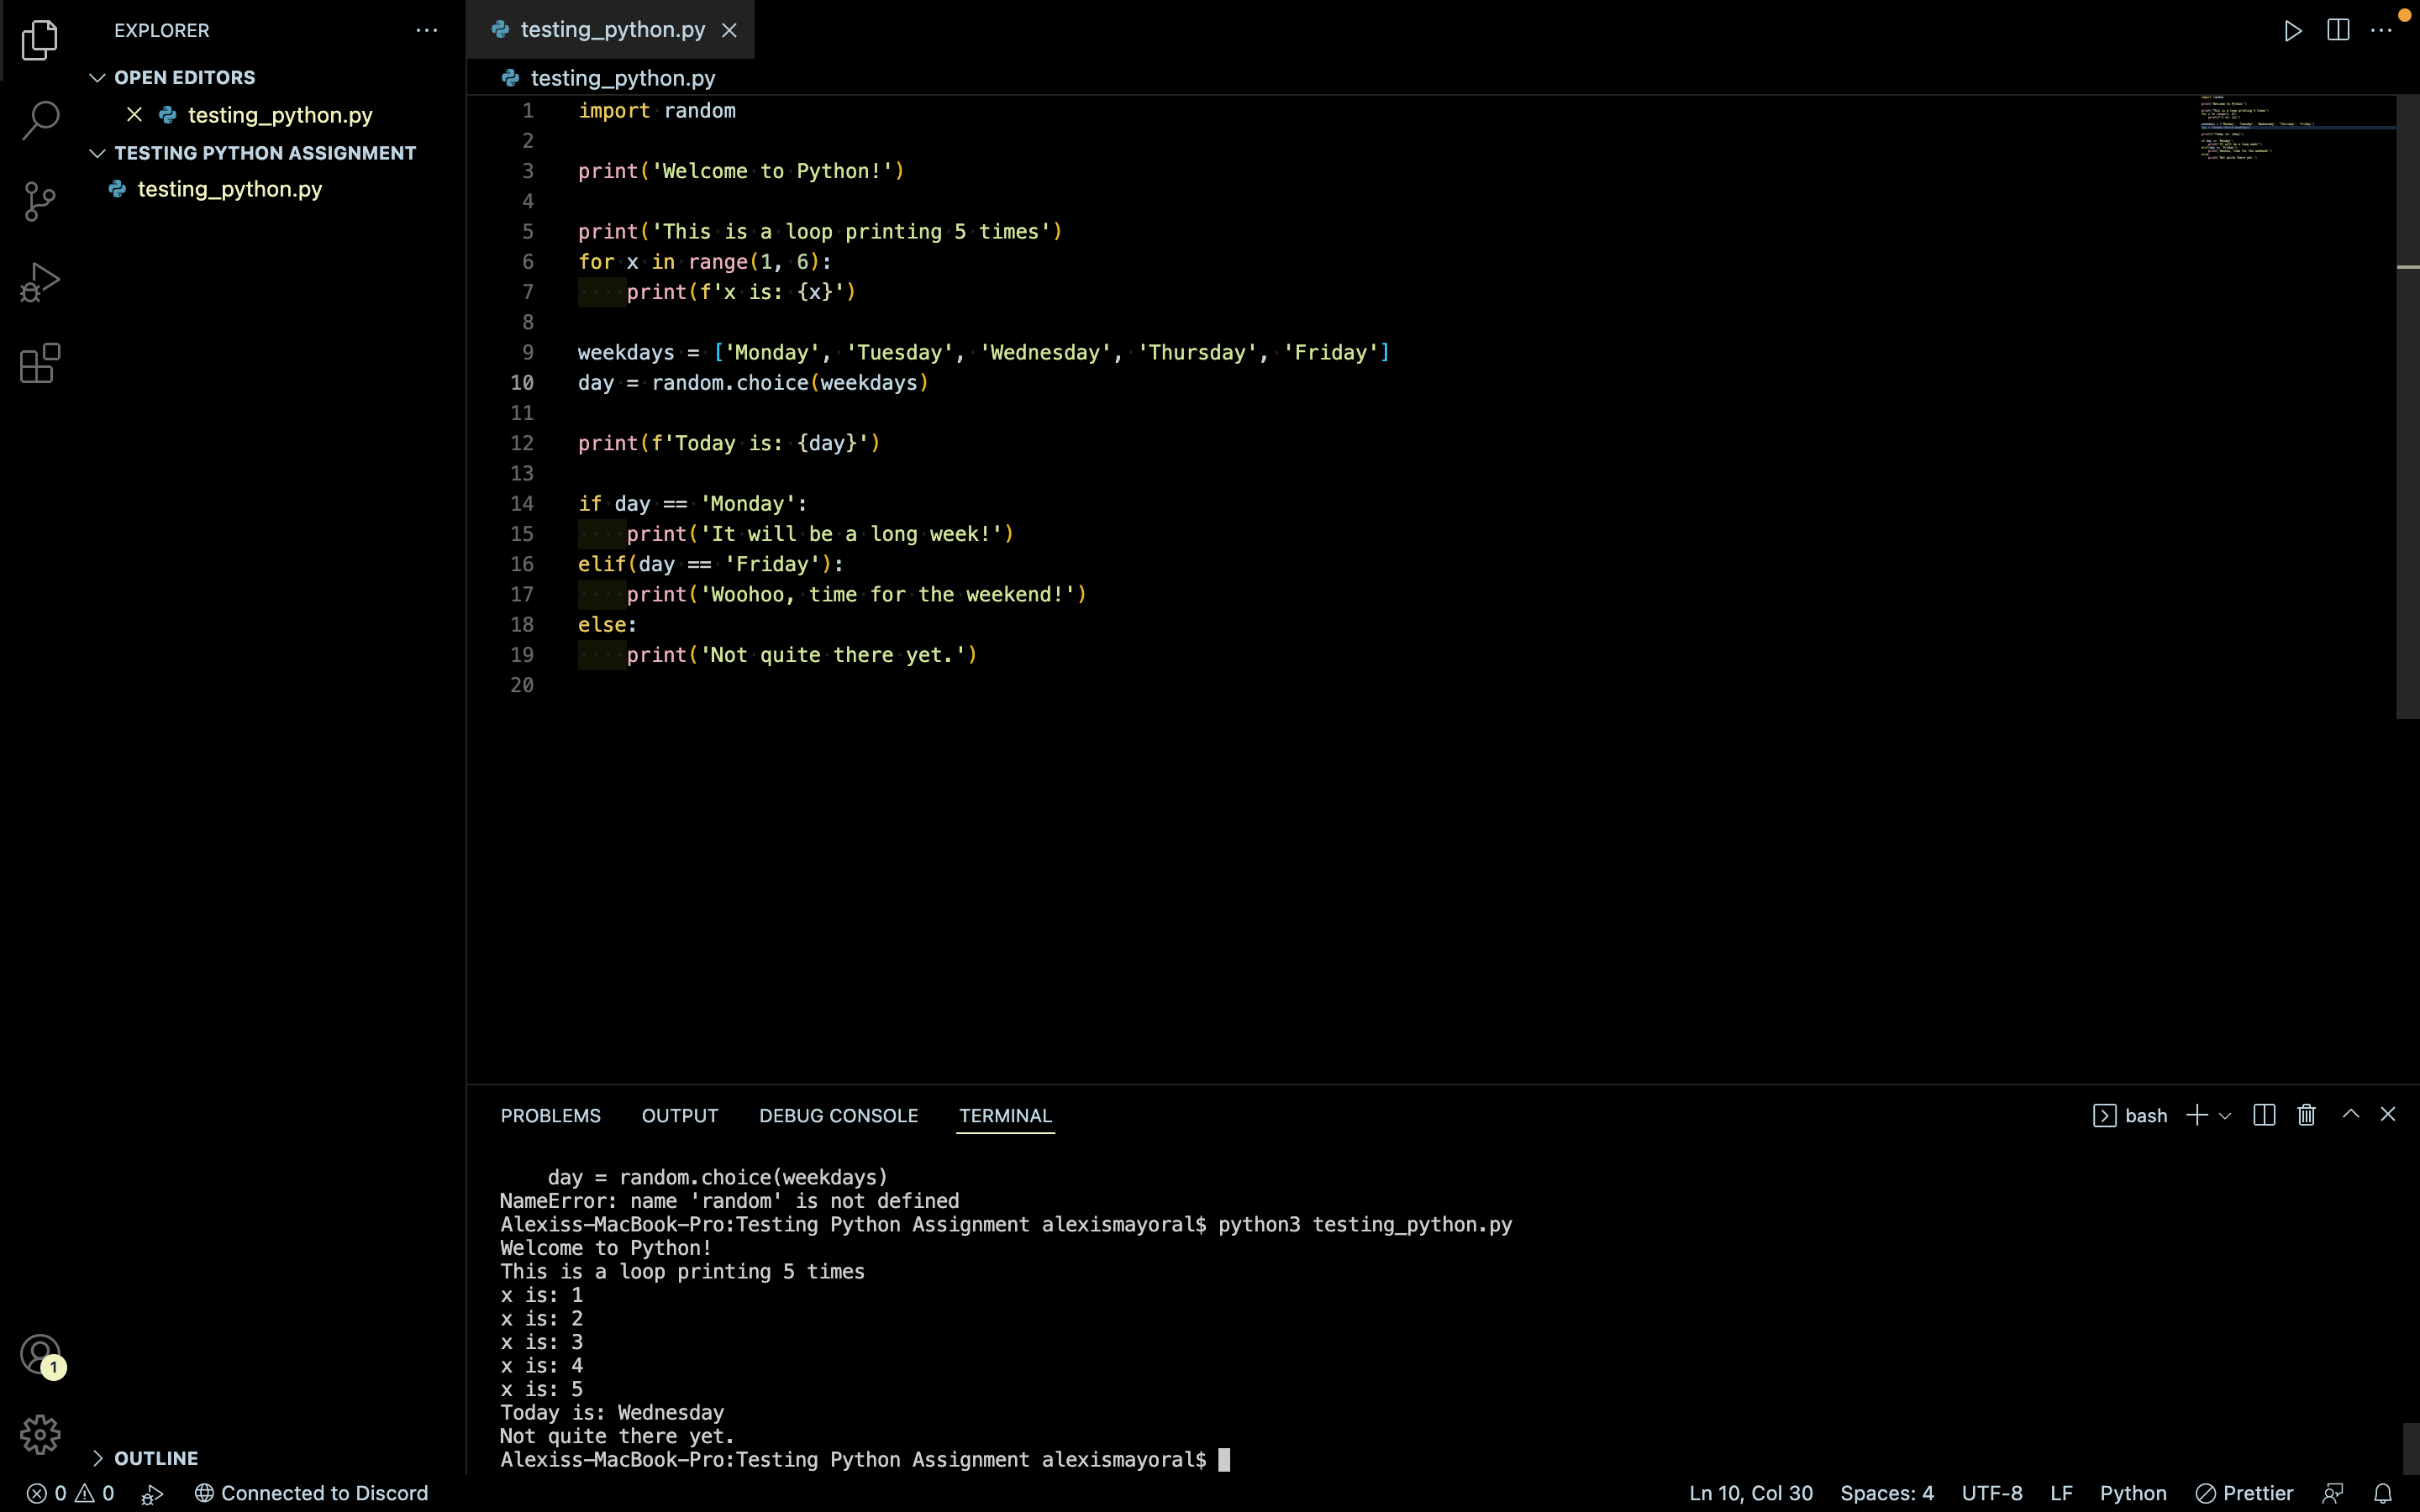 EXPLORER
OPEN EDITORS
testing_python.py
TESTING PYTHON ASSIGNMENT
testing_python.py
testing_python.py
testing_python.py
1 import random
2
3 print('Welcome to Python!')
4
5 print('This is a loop printing 5 times')
6 for x in range(1, 6):
7     print(f'x is: {x}')
8
9 weekdays = ['Monday', 'Tuesday', 'Wednesday', 'Thursday', 'Friday']
10 day = random.choice(weekdays)
11
12 print(f'Today is: {day}')
13
14 if day == 'Monday':
15     print('It will be a long week!')
16 elif(day == 'Friday'):
17     print('Woohoo, time for the weekend!')
18 else:
19     print('Not quite there yet.')
20
PROBLEMS OUTPUT DEBUG CONSOLE TERMINAL
bash
    day = random.choice(weekdays)
NameError: name 'random' is not defined
Alexiss-MacBook-Pro:Testing Python Assignment alexismayoral$ python3 testing_python.py
Welcome to Python!
This is a loop printing 5 times
x is: 1
x is: 2
x is: 3
x is: 4
x is: 5
Today is: Wednesday
Not quite there yet.
Alexiss-MacBook-Pro:Testing Python Assignment alexismayoral$
1
OUTLINE
0 0 Connected to Discord
Ln 10, Col 30 Spaces: 4 UTF-8 LF Python Prettier